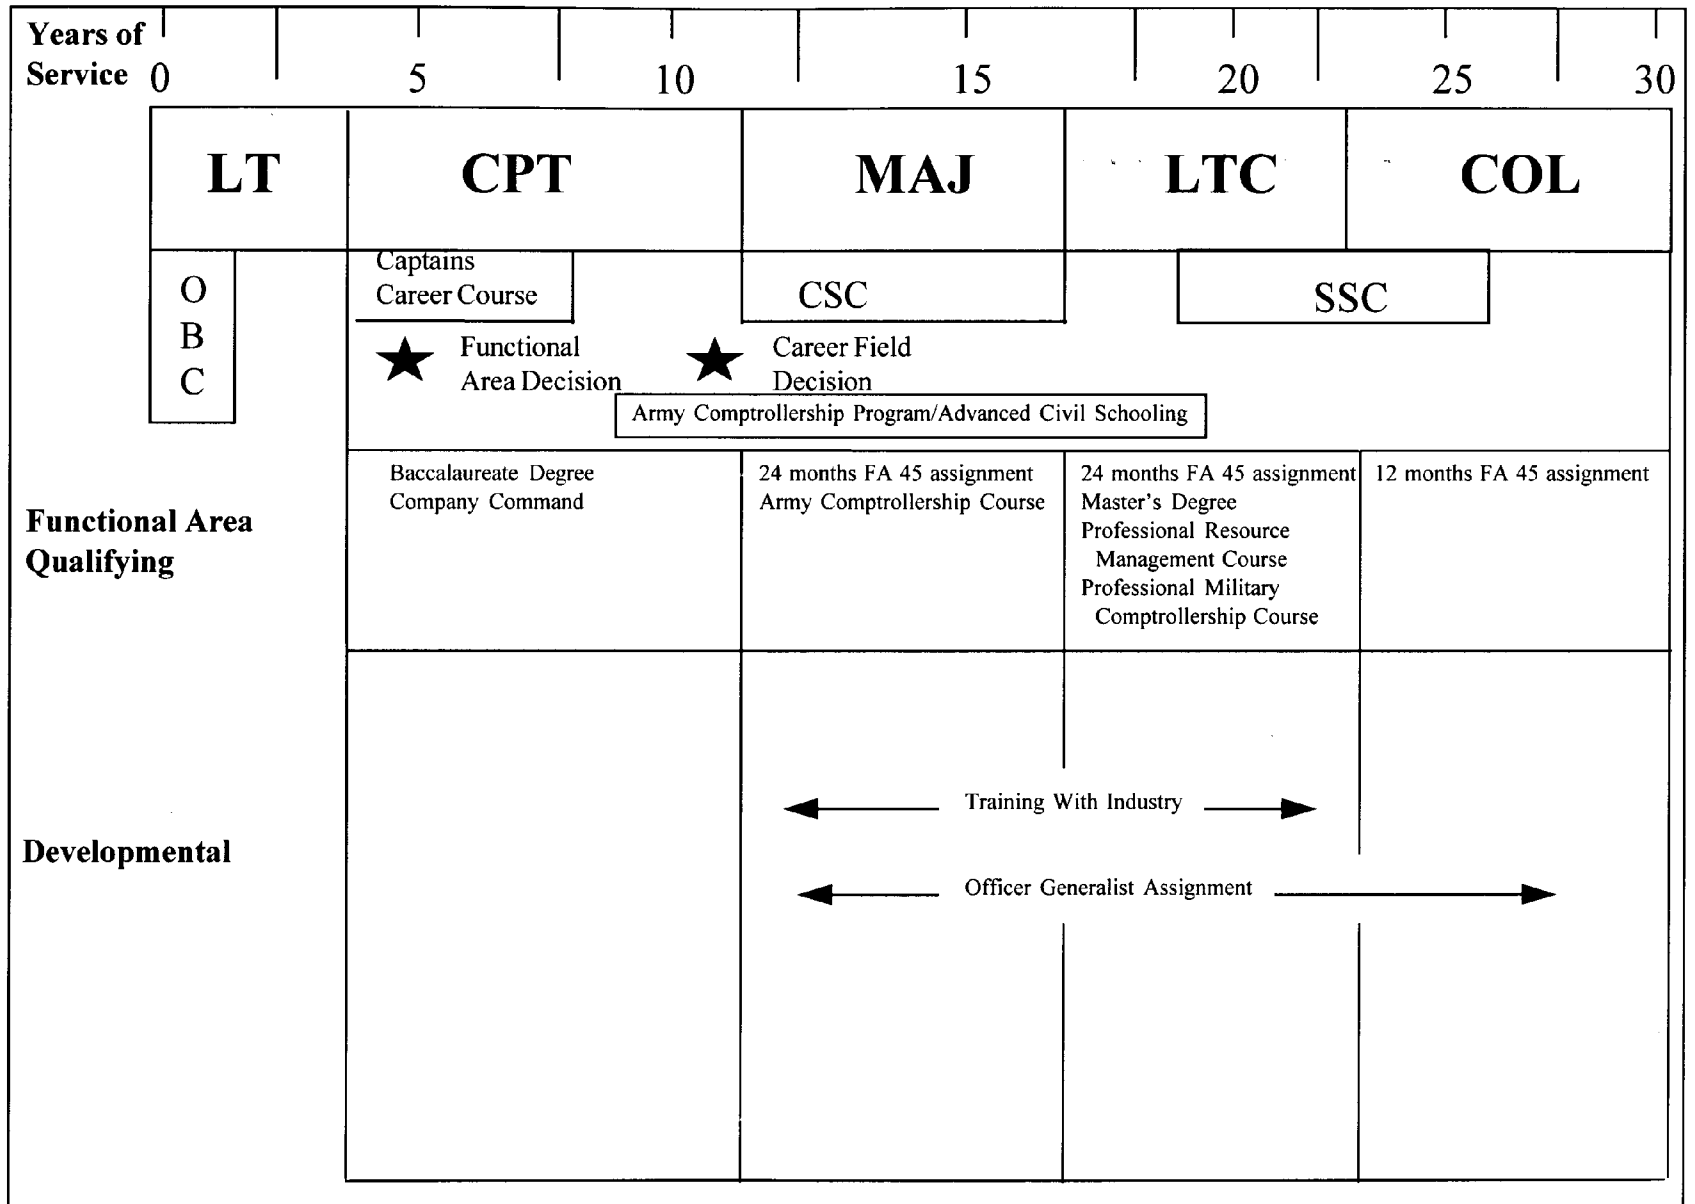 Years of
Service 0 5 10 15 20 25 30
LT CPT MAJ LTC COL
O
B
C
Captains
Career Course
CSC
SSC
Functional
Area Decision
Career Field
Decision
Army Comptrollership Program/Advanced Civil Schooling
Functional Area
Qualifying
Baccalaureate Degree
Company Command
24 months FA 45 assignment
Army Comptrollership Course
24 months FA 45 assignment
Master's Degree
Professional Resource
Management Course
Professional Military
Comptrollership Course
12 months FA 45 assignment
Developmental
Training With Industry
Officer Generalist Assignment